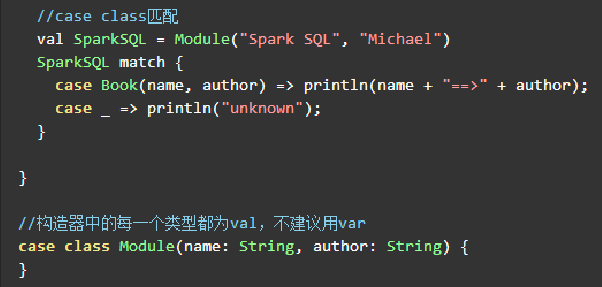 //case class匹配
val SparkSQL = Module("Spark SQL", "Michael")
SparkSQL match {
case Book(name, author) => println(name + "==>" + author);
case _ => println("unknown");
}
}
//构造器中的每一个类型都为val，不建议用var
case class Module(name: String, author: String) {
}